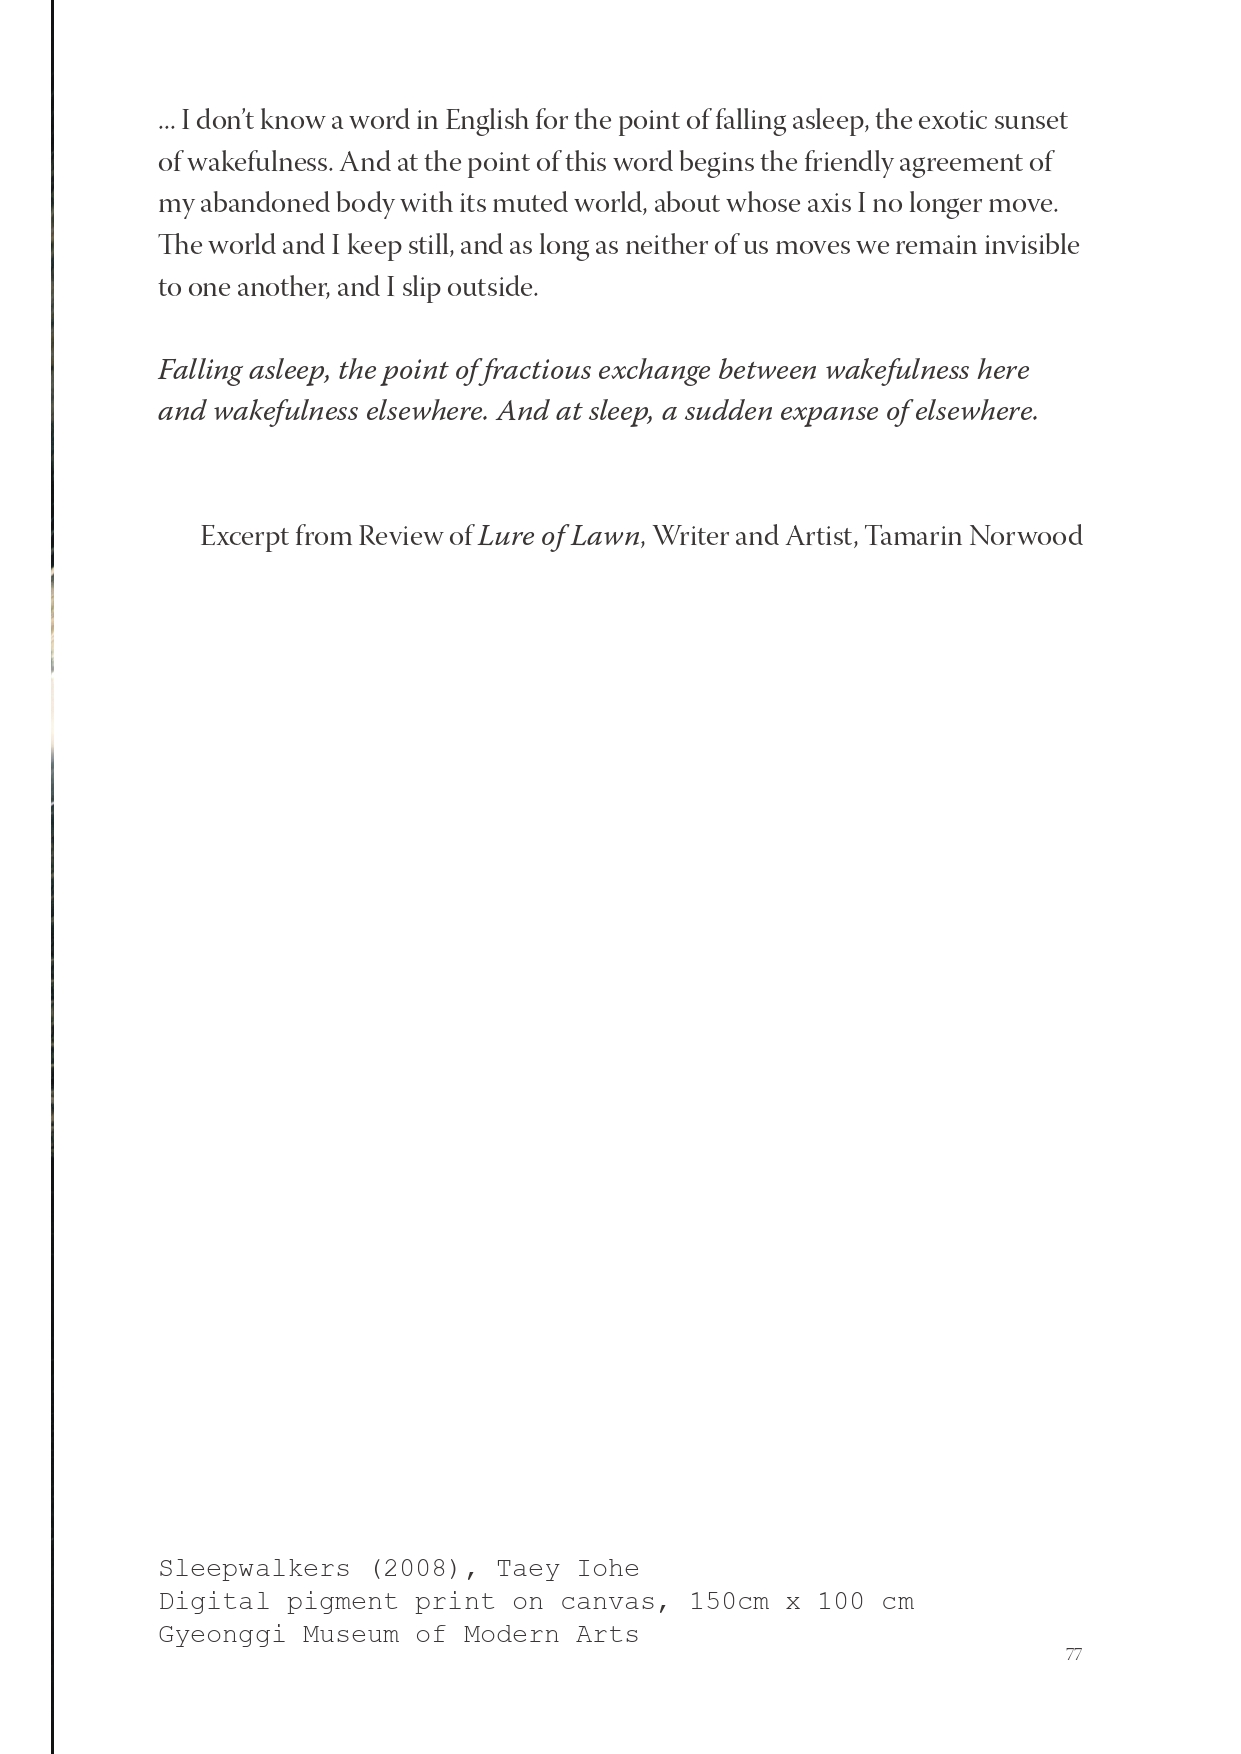 ... I don’t know a word in English for the point of falling asleep, the exotic sunset
of wakefulness. And at the point of this word begins the friendly agreement of
my abandoned body with its muted world, about whose axis I no longer move.
The world and I keep still, and as long as neither of us moves we remain invisible
to one another, and I slip outside.
Falling asleep, the point of fractious exchange between wakefulness here
and wakefulness elsewhere. And at sleep, a sudden expanse of elsewhere.
Excerpt from Review of Lure of Lawn, Writer and Artist, Tamarin Norwood
Sleepwalkers (2008), Taey Iohe
Digital pigment print on canvas, 150cm x 100 cm
Gyeonggi Museum of Modern Arts
77